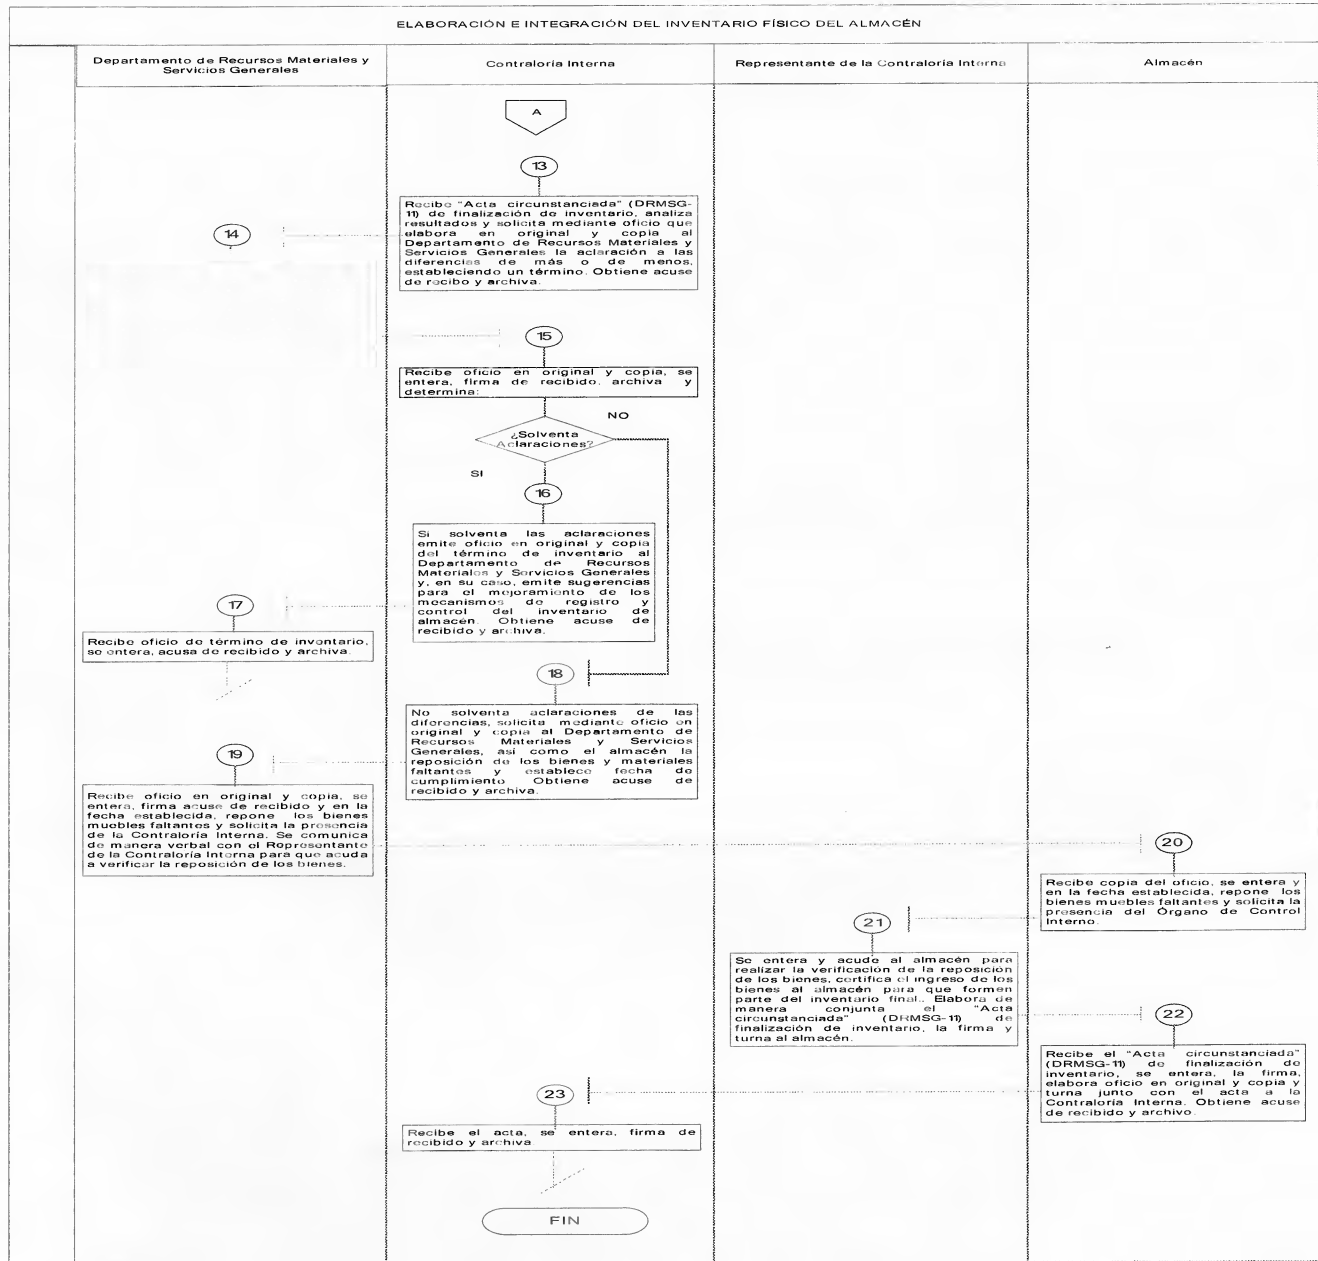 ELABORACIÓN E INTEGRACIÓN DEL INVENTARIO FÍSICO DEL ALMACÉN
Departamento de Recursos Materiales y
Servicios Generales
Contraloría Interna
Representante de la Contraloría Interna
Almacén
A
13
Recibe "Acta circunstanciada" (DRMSG-
11) de finalización de inventario, analiza
resultados y solicita mediante oficio que
elabora en original y copia al
Departamento de Recursos Materiales y
Servicios Generales la aclaración a las
diferencias de más o de menos,
estableciendo un término. Obtiene acuse
de recibo y archiva.
14
15
Recibe oficio en original y copia, se
entera, firma de recibido, archiva y
determina:
¿Solventa
Aclaraciones?
NO
SI
16
Si solventa las aclaraciones
emite oficio en original y copia
del término de inventario al
Departamento de Recursos
Materiales y Servicios Generales
y, en su caso, emite sugerencias
para el mejoramiento de los
mecanismos de registro y
control del inventario de
almacén. Obtiene acuse de
recibido y archiva.
17
Recibe oficio de término de inventario,
se entera, acusa de recibido y archiva.
18
No solventa aclaraciones de las
diferencias, solicita mediante oficio en
original y copia al Departamento de
Recursos Materiales y Servicios
Generales, así como el almacén la
reposición de los bienes y materiales
faltantes y establece fecha de
cumplimiento Obtiene acuse de
recibido y archiva.
19
Recibe oficio en original y copia, se
entera, firma acuse de recibido y en la
fecha establecida, repone los bienes
muebles faltantes y solicita la presencia
de la Contraloría Interna. Se comunica
de manera verbal con el Representante
de la Contraloría Interna para que acuda
a verificar la reposición de los bienes.
20
Recibe copia del oficio, se entera y
en la fecha establecida, repone los
bienes muebles faltantes y solicita la
presencia del Órgano de Control
Interno.
21
Se entera y acude al almacén para
realizar la verificación de la reposición
de los bienes, certifica el ingreso de los
bienes al almacén para que formen
parte del inventario final.. Elabora de
manera conjunta el "Acta
circunstanciada" (DRMSG-11) de
finalización de inventario, la firma y
turna al almacén.
22
Recibe el "Acta circunstanciada"
(DRMSG-11) de finalización de
inventario, se entera, la firma,
elabora oficio en original y copia y
turna junto con el acta a la
Contraloría Interna. Obtiene acuse
de recibido y archivo.
23
Recibe el acta, se entera, firma de
recibido y archiva
FIN